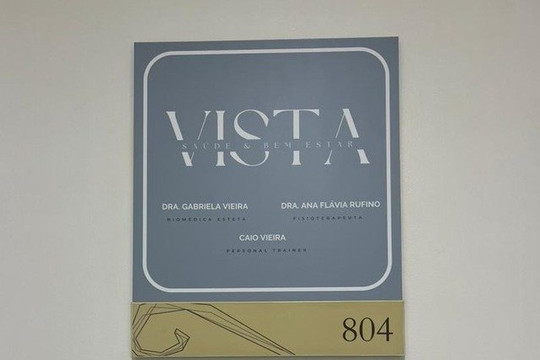 VISTA
SAÚDE & BEM ESTAR
DRA. GABRIELA VIEIRA
BIOMÉDICA ESTETA
DRA. ANA FLÁVIA RUFINO
FISIOTERAPEUTA
CAIO VIEIRA
PERSONAL TRAINER
804